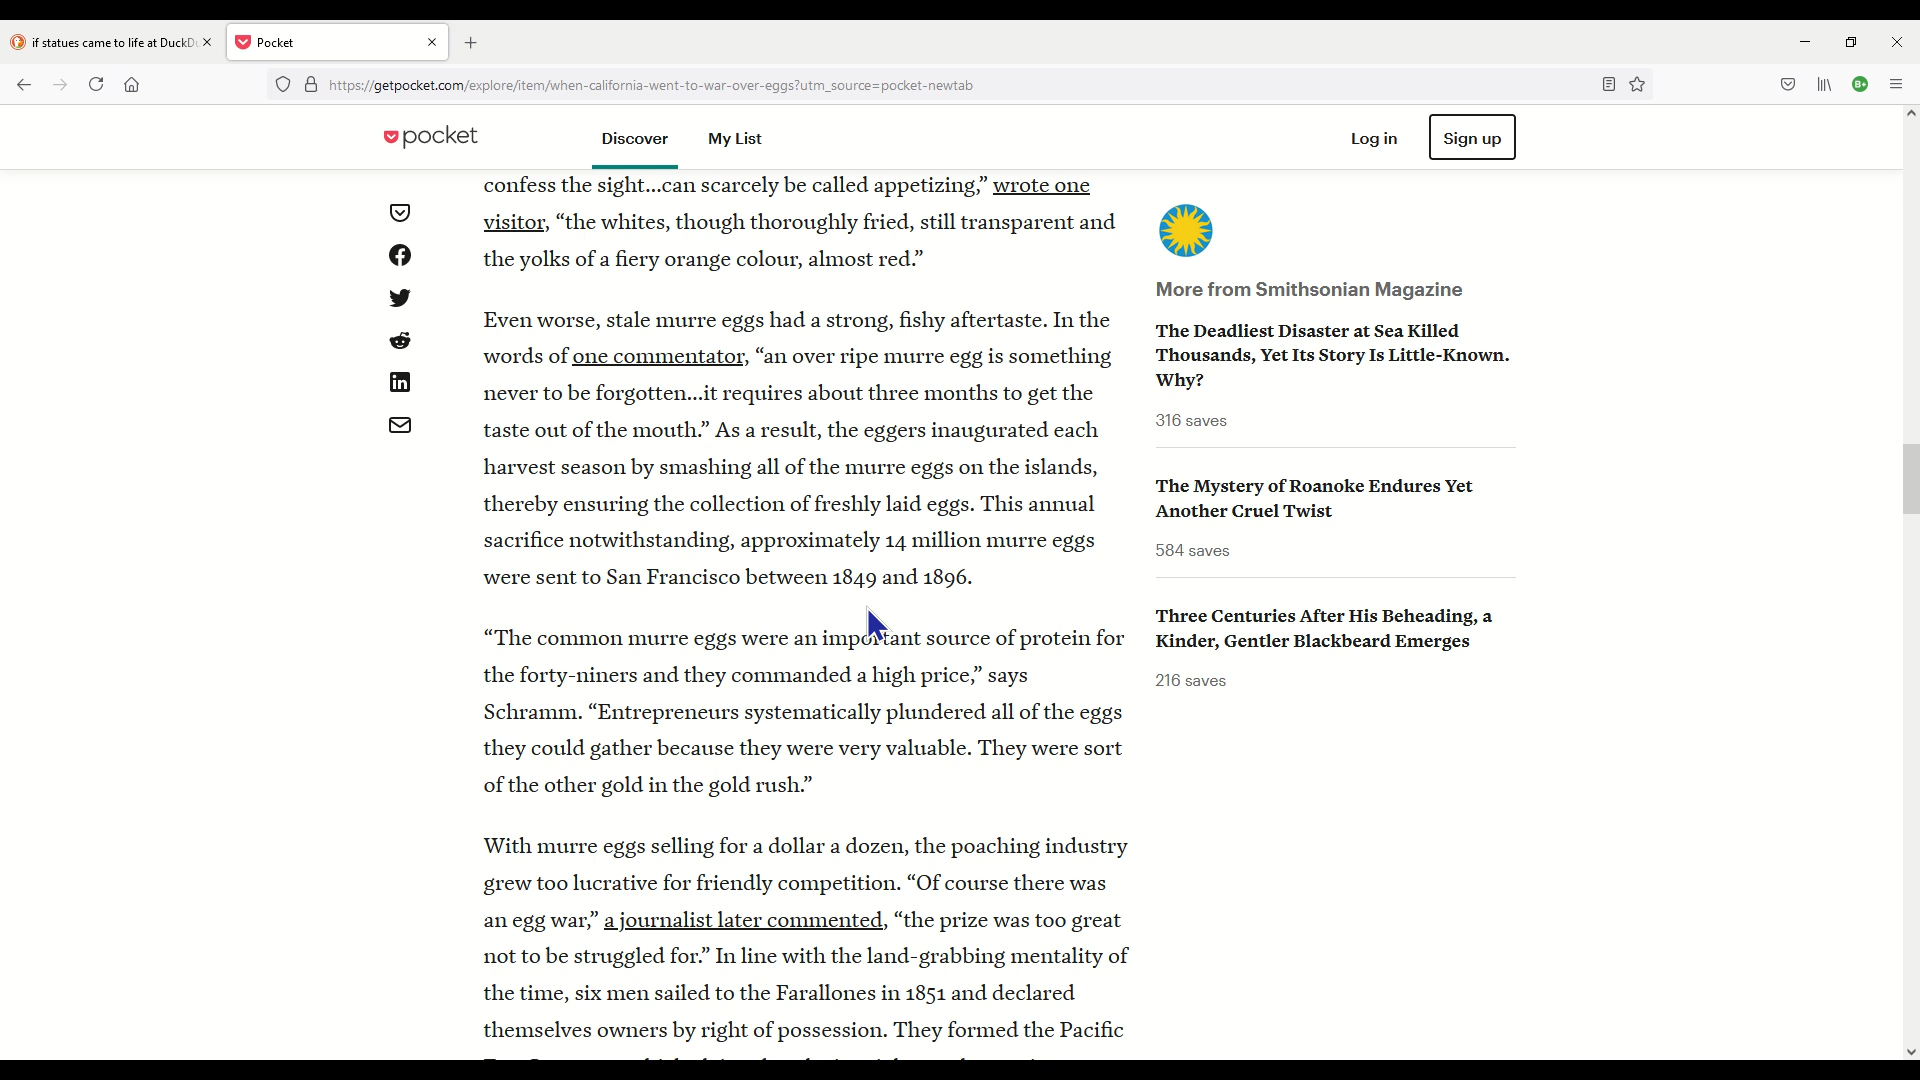 if statues came to life at DuckDu
Pocket
https://getpocket.com/explore/item/when-california-went-to-war-over-eggs?utm_source=pocket-newtab
B+
pocket
Discover
My List
Log in
Sign up
confess the sight...can scarcely be called appetizing,” wrote one
visitor, “the whites, though thoroughly fried, still transparent and
the yolks of a fiery orange colour, almost red.”
Even worse, stale murre eggs had a strong, fishy aftertaste. In the
words of one commentator, “an over ripe murre egg is something
never to be forgotten...it requires about three months to get the
taste out of the mouth.” As a result, the eggers inaugurated each
harvest season by smashing all of the murre eggs on the islands,
thereby ensuring the collection of freshly laid eggs. This annual
sacrifice notwithstanding, approximately 14 million murre eggs
were sent to San Francisco between 1849 and 1896.
“The common murre eggs were an important source of protein for
the forty-niners and they commanded a high price,” says
Schramm. “Entrepreneurs systematically plundered all of the eggs
they could gather because they were very valuable. They were sort
of the other gold in the gold rush.”
With murre eggs selling for a dollar a dozen, the poaching industry
grew too lucrative for friendly competition. “Of course there was
an egg war,” a journalist later commented, “the prize was too great
not to be struggled for.” In line with the land-grabbing mentality of
the time, six men sailed to the Farallones in 1851 and declared
themselves owners by right of possession. They formed the Pacific
More from Smithsonian Magazine
The Deadliest Disaster at Sea Killed
Thousands, Yet Its Story Is Little-Known.
Why?
316 saves
The Mystery of Roanoke Endures Yet
Another Cruel Twist
584 saves
Three Centuries After His Beheading, a
Kinder, Gentler Blackbeard Emerges
216 saves